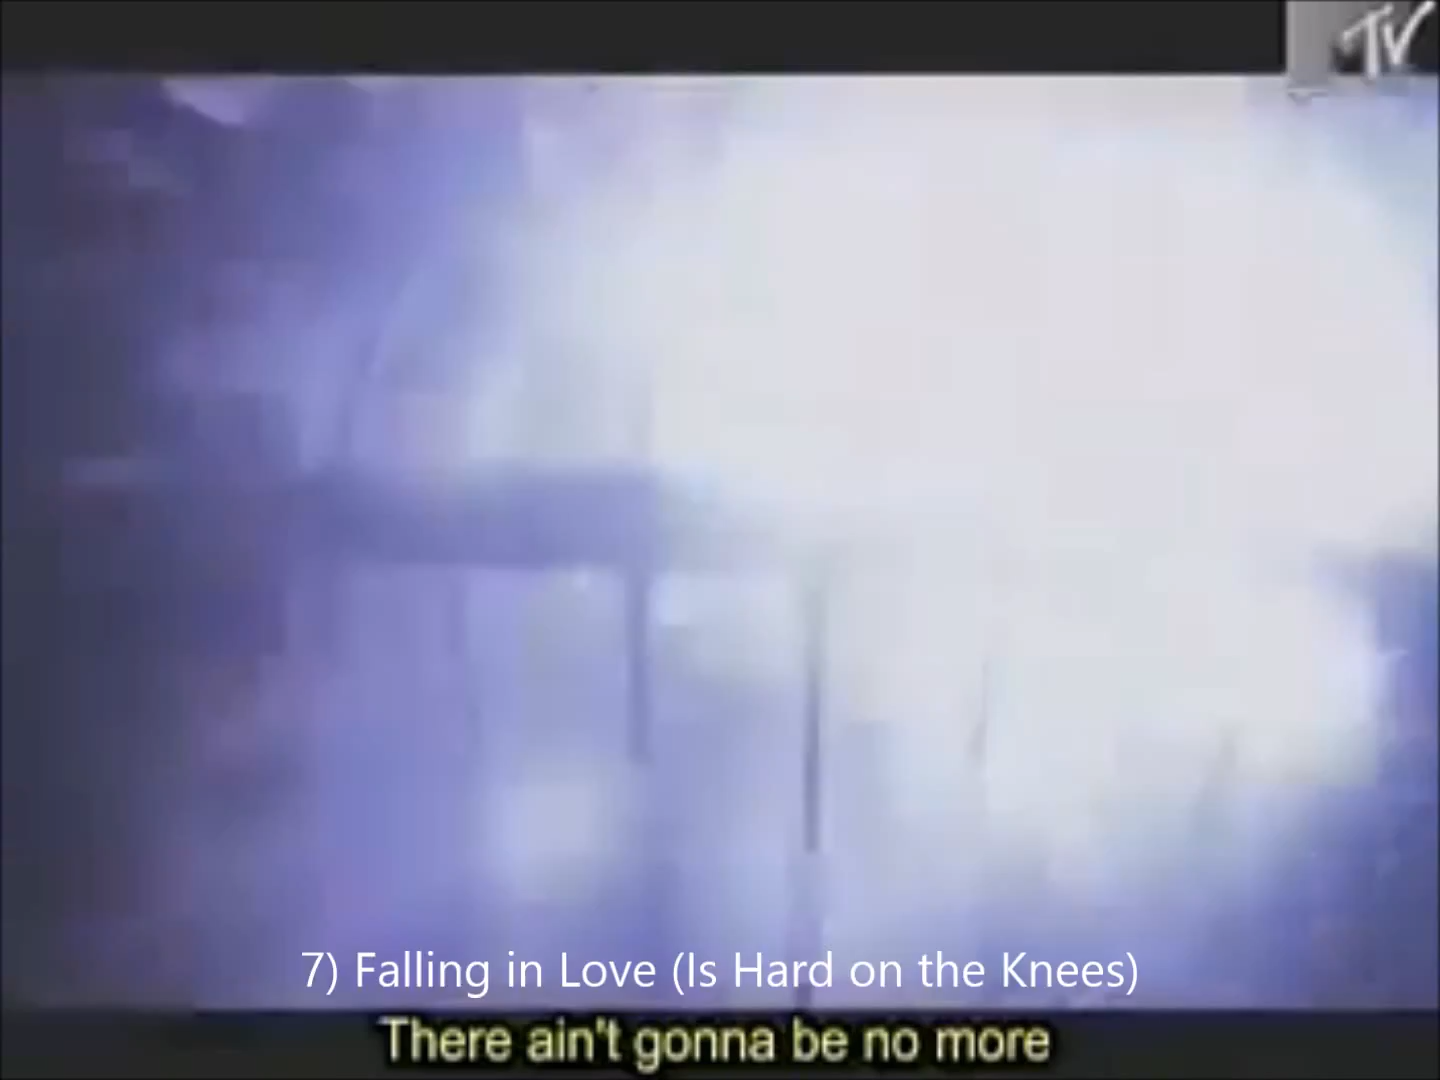 TV
7) Falling in Love (Is Hard on the Knees)
There ain't gonna be no more